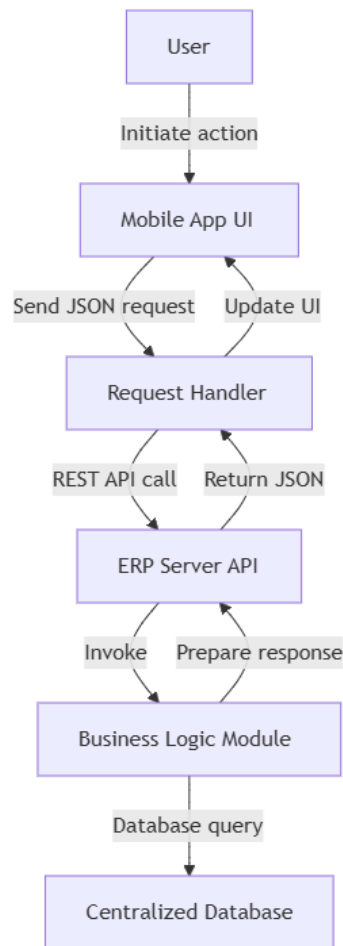 User
Initiate action
Mobile App UI
Send JSON request
Update UI
Request Handler
REST API call
Return JSON
ERP Server API
Invoke
Prepare response
Business Logic Module
Database query
Centralized Database